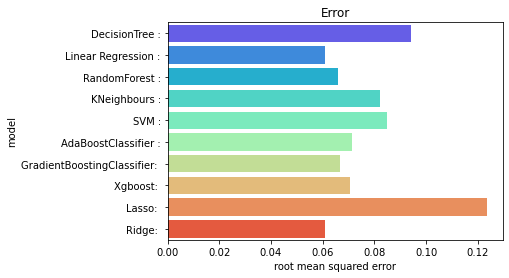 Error
DecisionTree :
Linear Regression :
RandomForest :
KNeighbours :
SVM :
AdaBoostClassifier :
GradientBoostingClassifier:
Xgboost:
Lasso:
Ridge:
model
0.00 0.02 0.04 0.06 0.08 0.10 0.12
root mean squared error